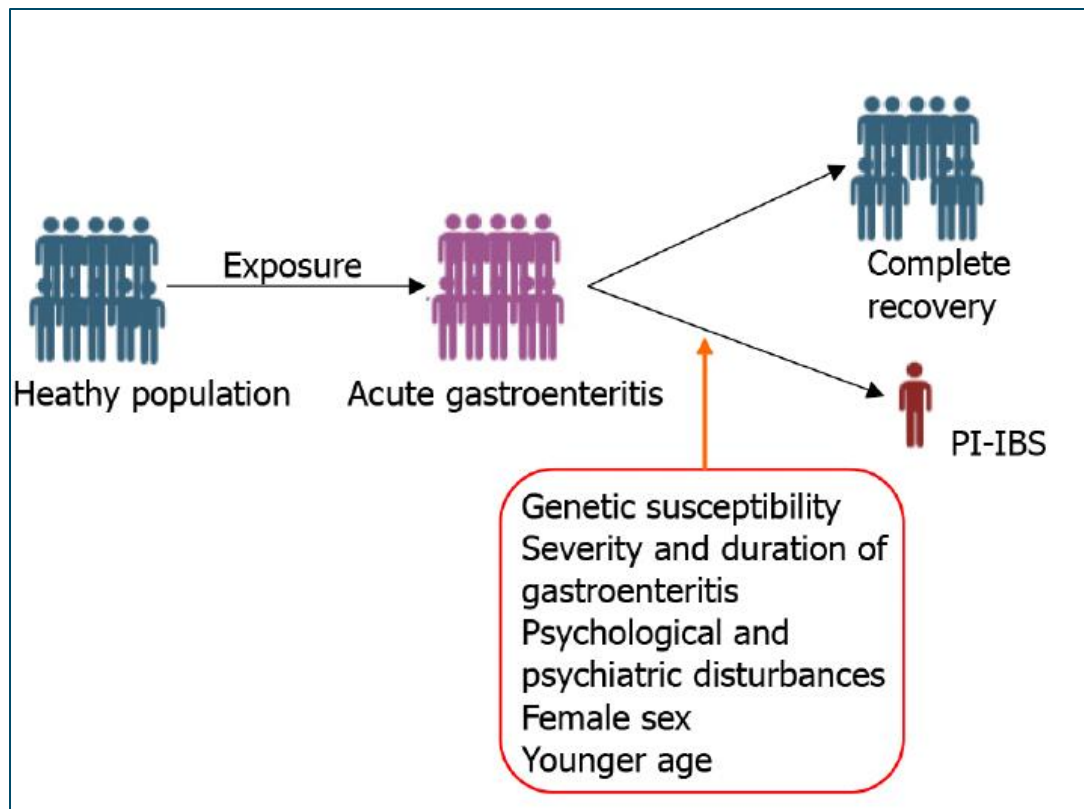 Exposure
Heathy population
Acute gastroenteritis
Complete
recovery
PI-IBS
Genetic susceptibility
Severity and duration of
gastroenteritis
Psychological and
psychiatric disturbances
Female sex
Younger age